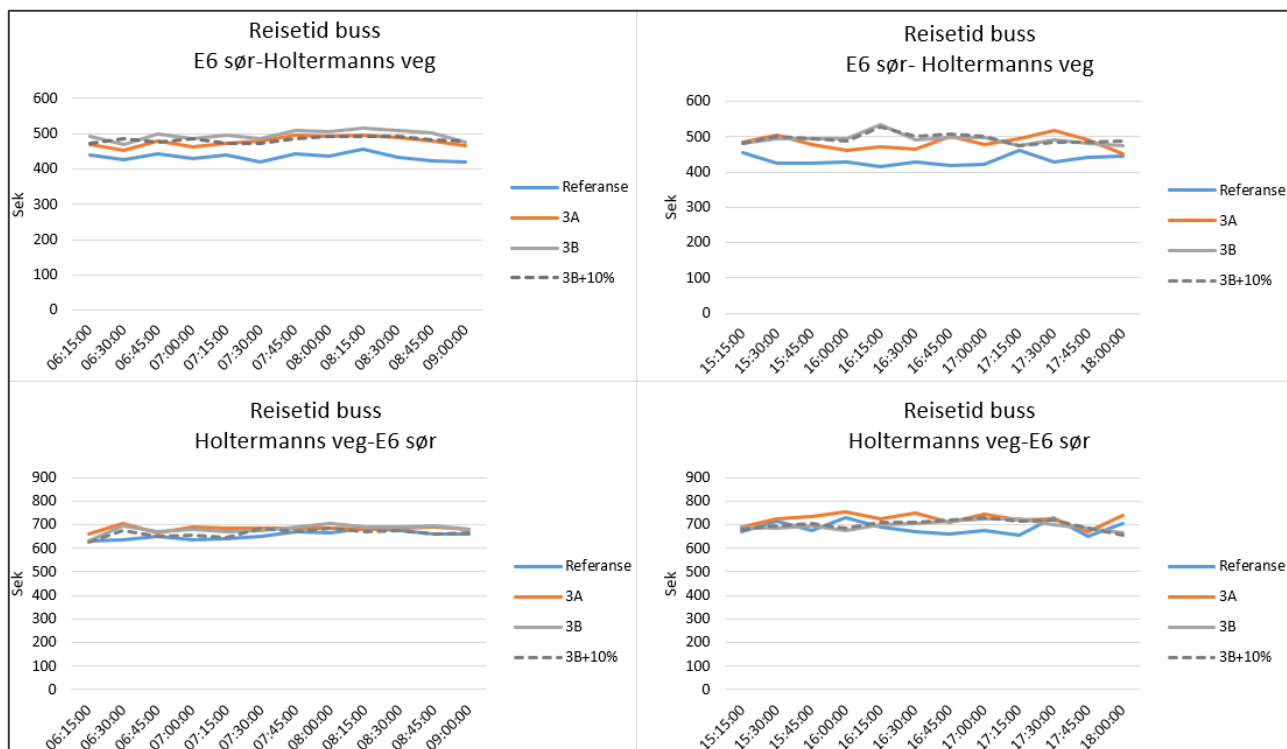 Reisetid buss
E6 sør-Holtermanns veg
600
500
400
300
200
100
0
Sek
06:15:00
06:30:00
06:45:00
07:00:00
07:15:00
07:30:00
07:45:00
08:00:00
08:15:00
08:30:00
08:45:00
09:00:00
Referanse
3A
3B
3B+10%
Reisetid buss
E6 sør- Holtermanns veg
600
500
400
300
200
100
0
Sek
15:15:00
15:30:00
15:45:00
16:00:00
16:15:00
16:30:00
16:45:00
17:00:00
17:15:00
17:30:00
17:45:00
18:00:00
Referanse
3A
3B
3B+10%
Reisetid buss
Holtermanns veg-E6 sør
900
800
700
600
500
400
300
200
100
0
Sek
06:15:00
06:30:00
06:45:00
07:00:00
07:15:00
07:30:00
07:45:00
08:00:00
08:15:00
08:30:00
08:45:00
09:00:00
Referanse
3A
3B
3B+10%
Reisetid buss
Holtermanns veg-E6 sør
900
800
700
600
500
400
300
200
100
0
Sek
15:15:00
15:30:00
15:45:00
16:00:00
16:15:00
16:30:00
16:45:00
17:00:00
17:15:00
17:30:00
17:45:00
18:00:00
Referanse
3A
3B
3B+10%